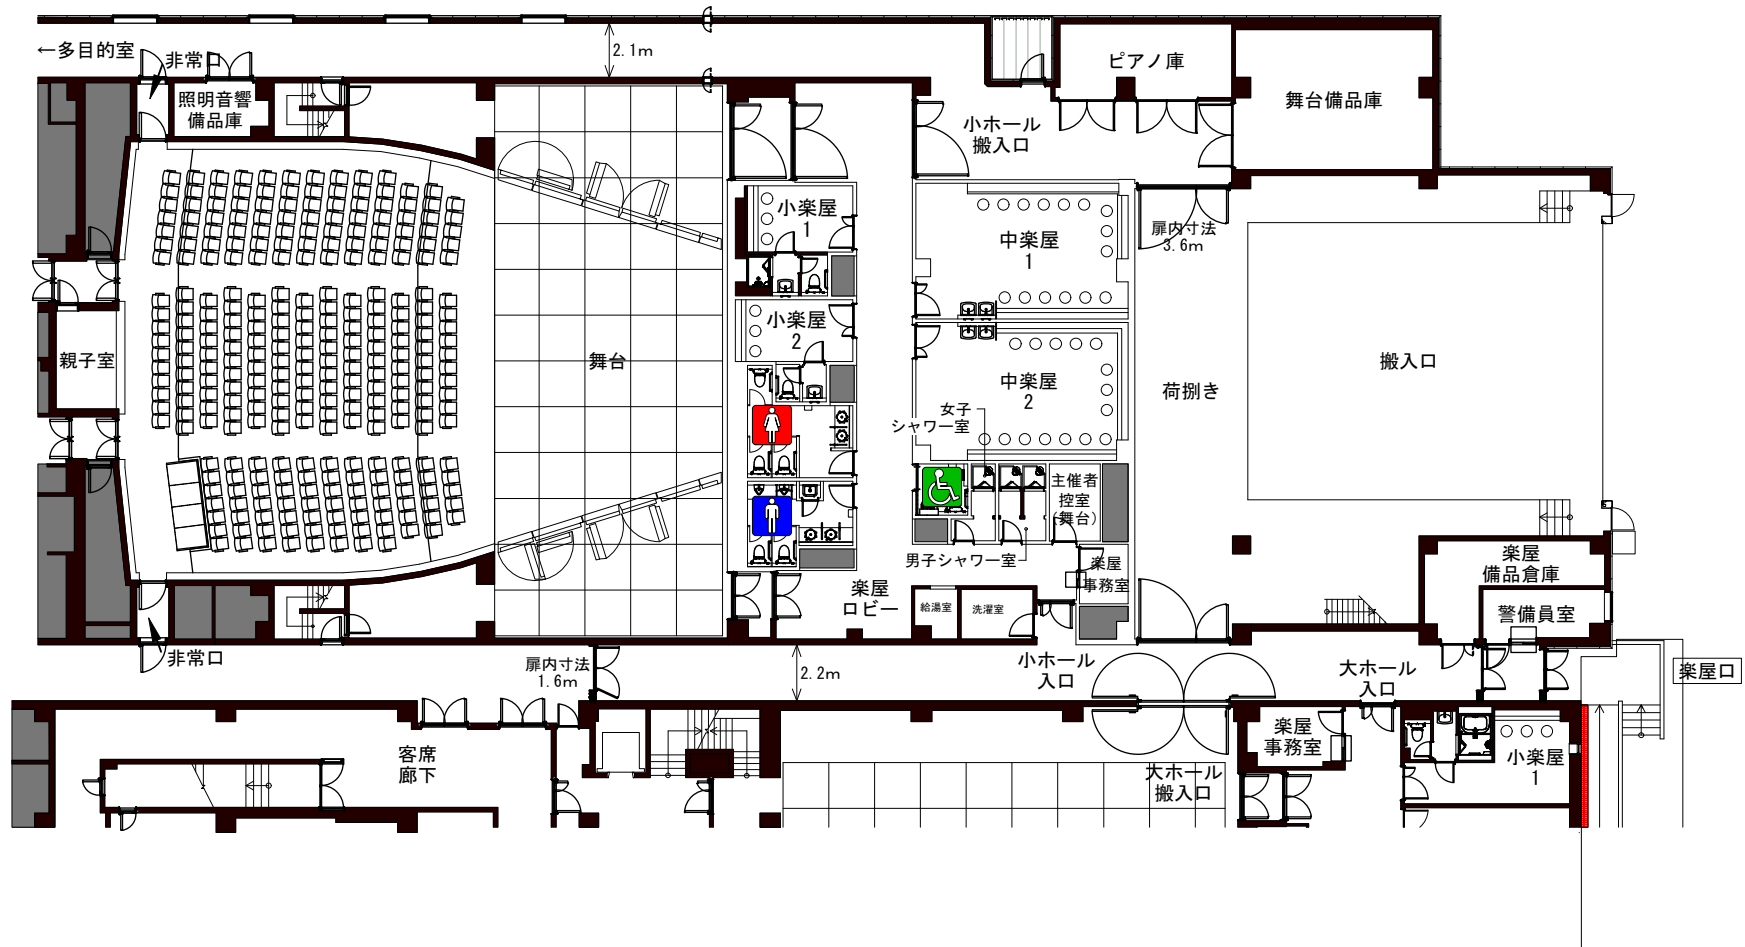 ←多目的室
非常口
2.1m
ピアノ庫
照明音響
備品庫
舞台備品庫
小ホール
搬入口
小楽屋
1
中楽屋
1
扉内寸法
3.6m
小楽屋
2
親子室
舞台
中楽屋
2
荷捌き
搬入口
女子
シャワー室
主催者
控室
(舞台)
男子シャワー室
楽屋
事務室
楽屋
ロビー
給湯室
洗濯室
楽屋
備品倉庫
警備員室
非常口
扉内寸法
1.6m
2.2m
小ホール
入口
大ホール
入口
楽屋口
客席
廊下
大ホール
搬入口
楽屋
事務室
小楽屋
1